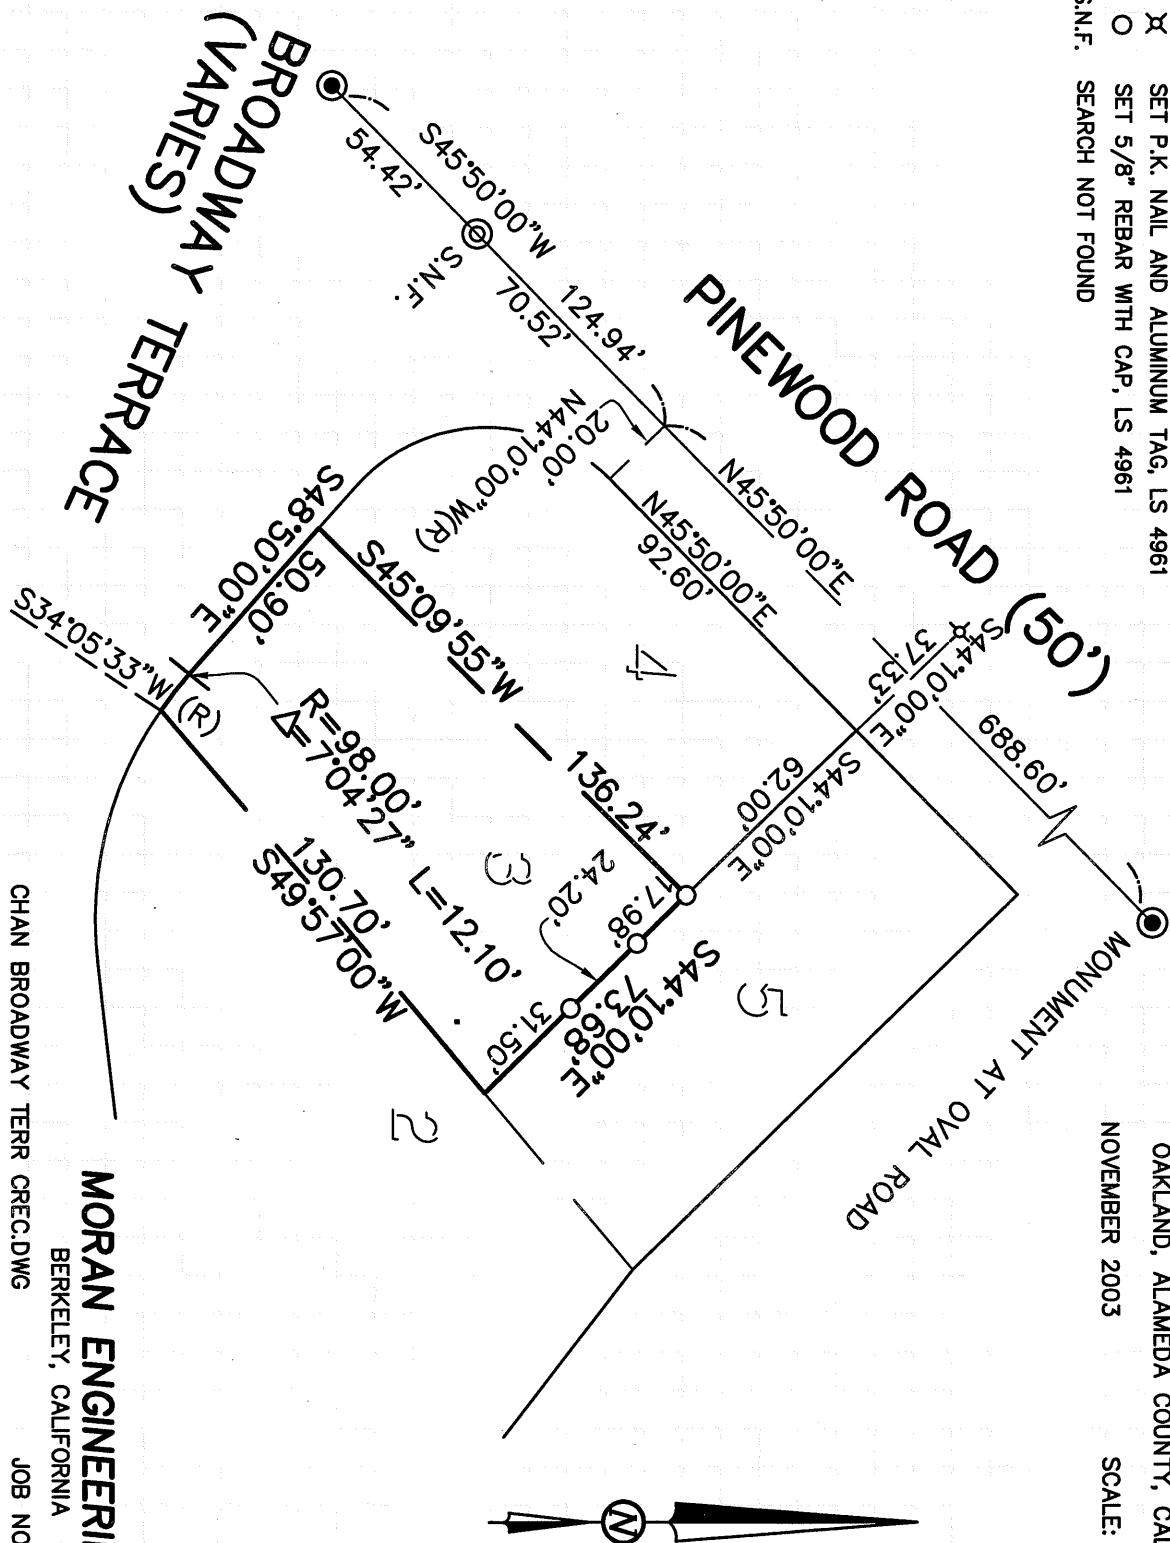 SET P.K. NAIL AND ALUMINUM TAG, LS 4961
SET 5/8" REBAR WITH CAP, LS 4961
S.N.F. SEARCH NOT FOUND
OAKLAND, ALAMEDA COUNTY, CAL
NOVEMBER 2003
SCALE:
BROADWAY TERRACE
(VARIES)
PINEWOOD ROAD (50')
S45°50'00"W
124.94'
54.42'
70.52'
S.N.F.
N45°50'00"E
20.00'
N44°10'00"W(R)
N45°50'00"E
92.60'
S44°10'00"E
37.33'
688.60'
MONUMENT AT OVAL ROAD
S44°10'00"E
62.00'
4
S48°50'00"E
50.90'
S45°09'55"W
136.24'
S34°05'33"W (R)
R=98.00'
Δ=7°04'27" L=12.10'
3
24.20'
17.98'
31.50'
S44°10'00"E
73.68'
5
130.70'
S49°57'00"W
2
N
MORAN ENGINEERI
BERKELEY, CALIFORNIA
CHAN BROADWAY TERR CREC.DWG
JOB NO